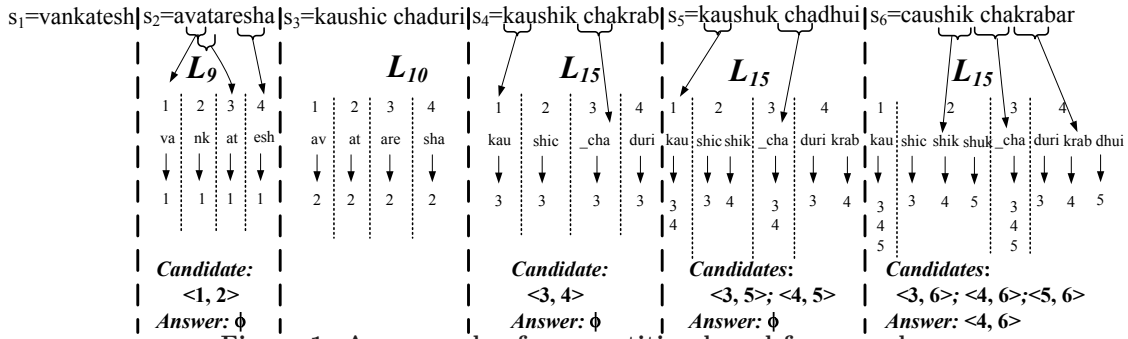 s₁=vankatesh s₂=avataresha s₃=kaushic chaduri s₄=kaushik chakrab s₅=kaushuk chadhui s₆=caushik chakrabar
L₉ L₁₀ L₁₅ L₁₅ L₁₅
1 2 3 4 1 2 3 4 1 2 3 4 1 2 3 4 1 2 3 4
va nk at esh av at are sha kau shic _cha duri kau shic shik _cha duri krab kau shic shik shuk _cha duri krab dhui
1 1 1 1 2 2 2 2 3 3 3 3 3 3 4 3 3 4 3 3 4 5 3 3 4 5
4 4 4 4
5 5
Candidate: Candidate: Candidates: Candidates:
<1, 2> <3, 4> <3, 5>; <4, 5> <3, 6>; <4, 6>;<5, 6>
Answer: ϕ Answer: ϕ Answer: ϕ Answer: <4, 6>